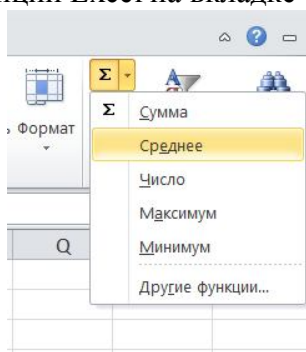 ции Excel на вкладке
Σ
Формат
Σ Сумма
Среднее
Число
Максимум
Минимум
Другие функции...
Q